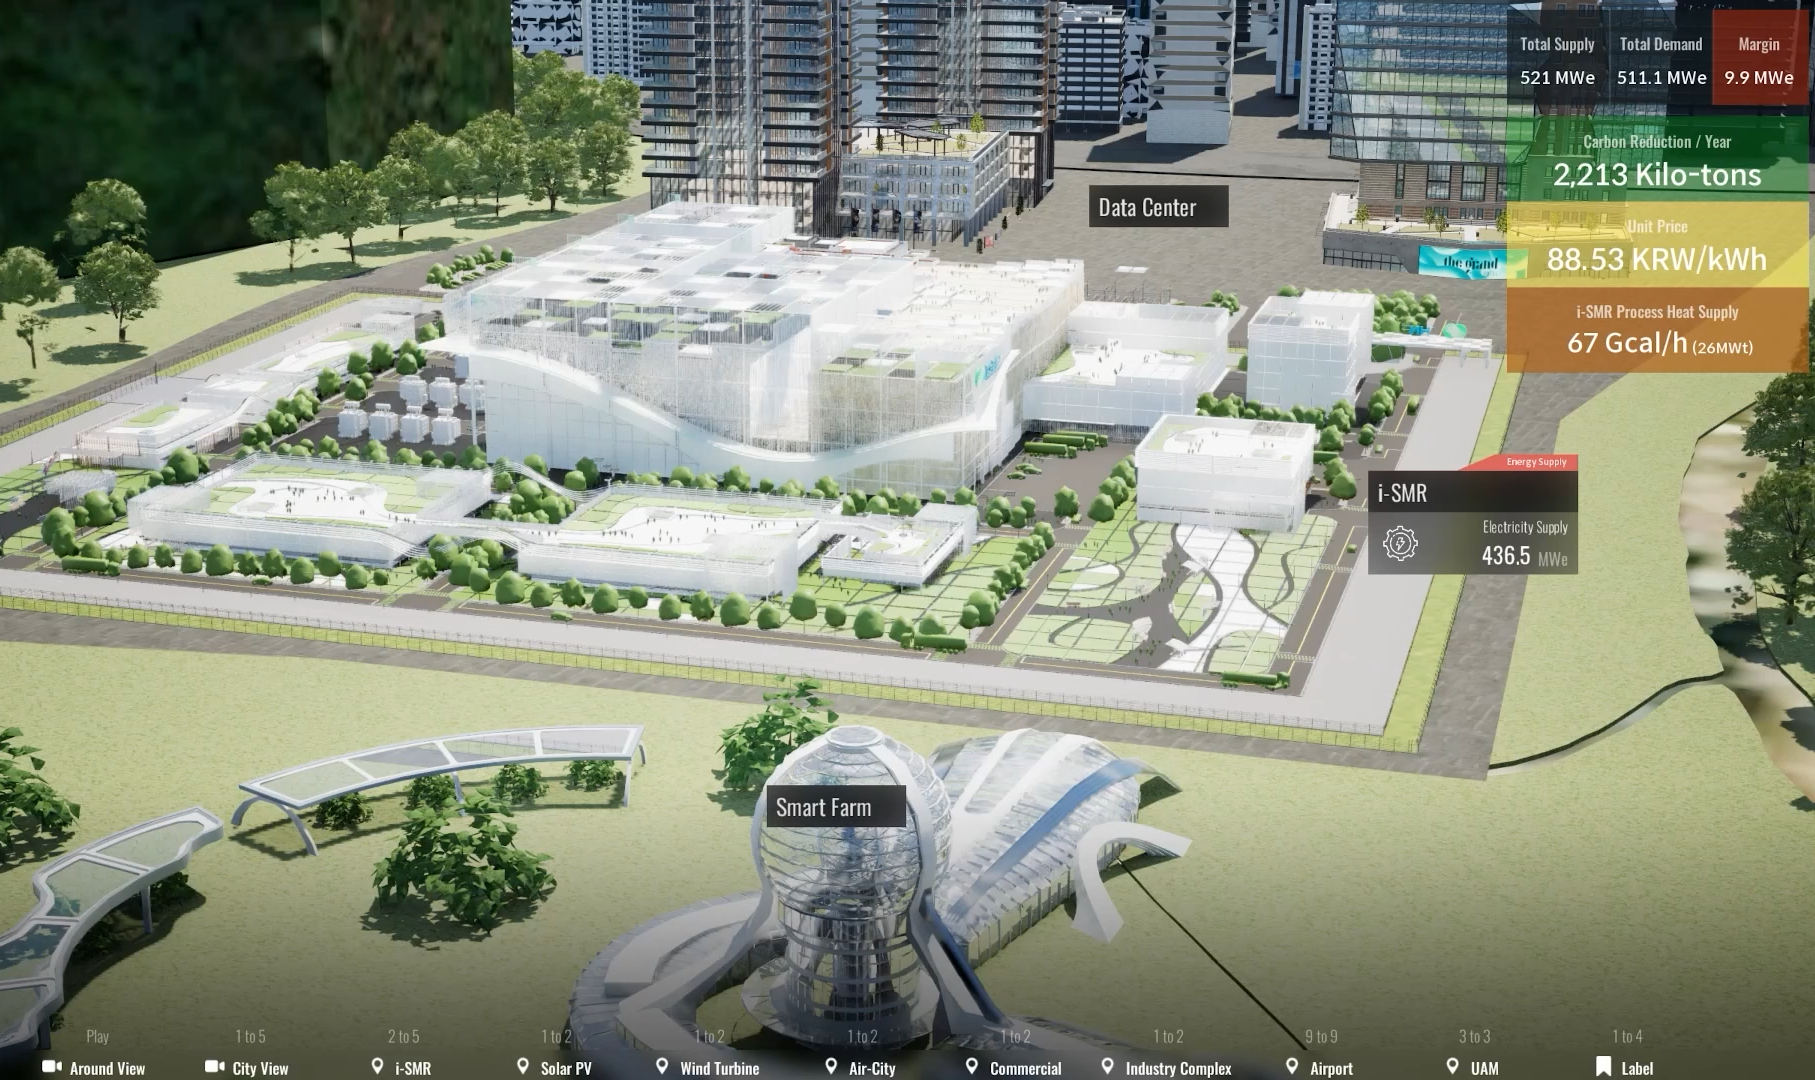 Total Supply Total Demand Margin
521 MWe 511.1 MWe 9.9 MWe
Carbon Reduction / Year
2,213 Kilo-tons
Unit Price
88.53 KRW/kWh
i-SMR Process Heat Supply
67 Gcal/h (26MWt)
Data Center
the grand
Energy Supply
i-SMR
Electricity Supply
436.5 MWe
Smart Farm
Play 1 to 5 2 to 5 1 to 2 1 to 2 1 to 2 1 to 2 1 to 2 9 to 9 3 to 3 1 to 4
Around View City View i-SMR Solar PV Wind Turbine Air-City Commercial Industry Complex Airport UAM Label